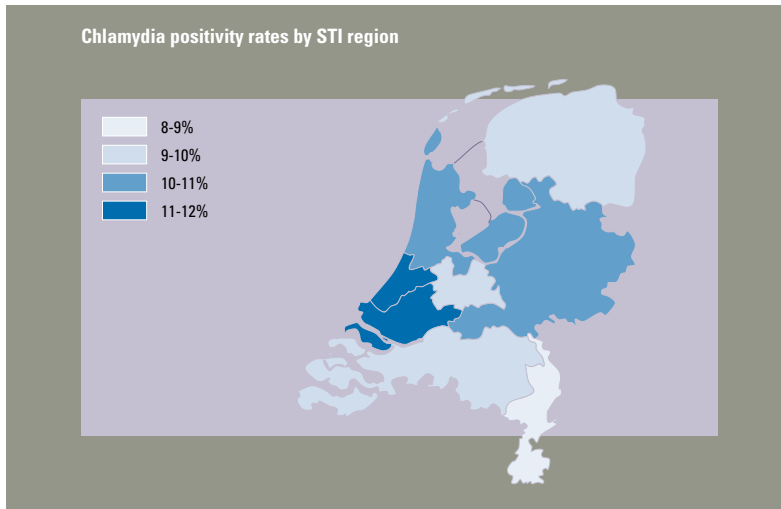 Chlamydia positivity rates by STI region
8-9%
9-10%
10-11%
11-12%